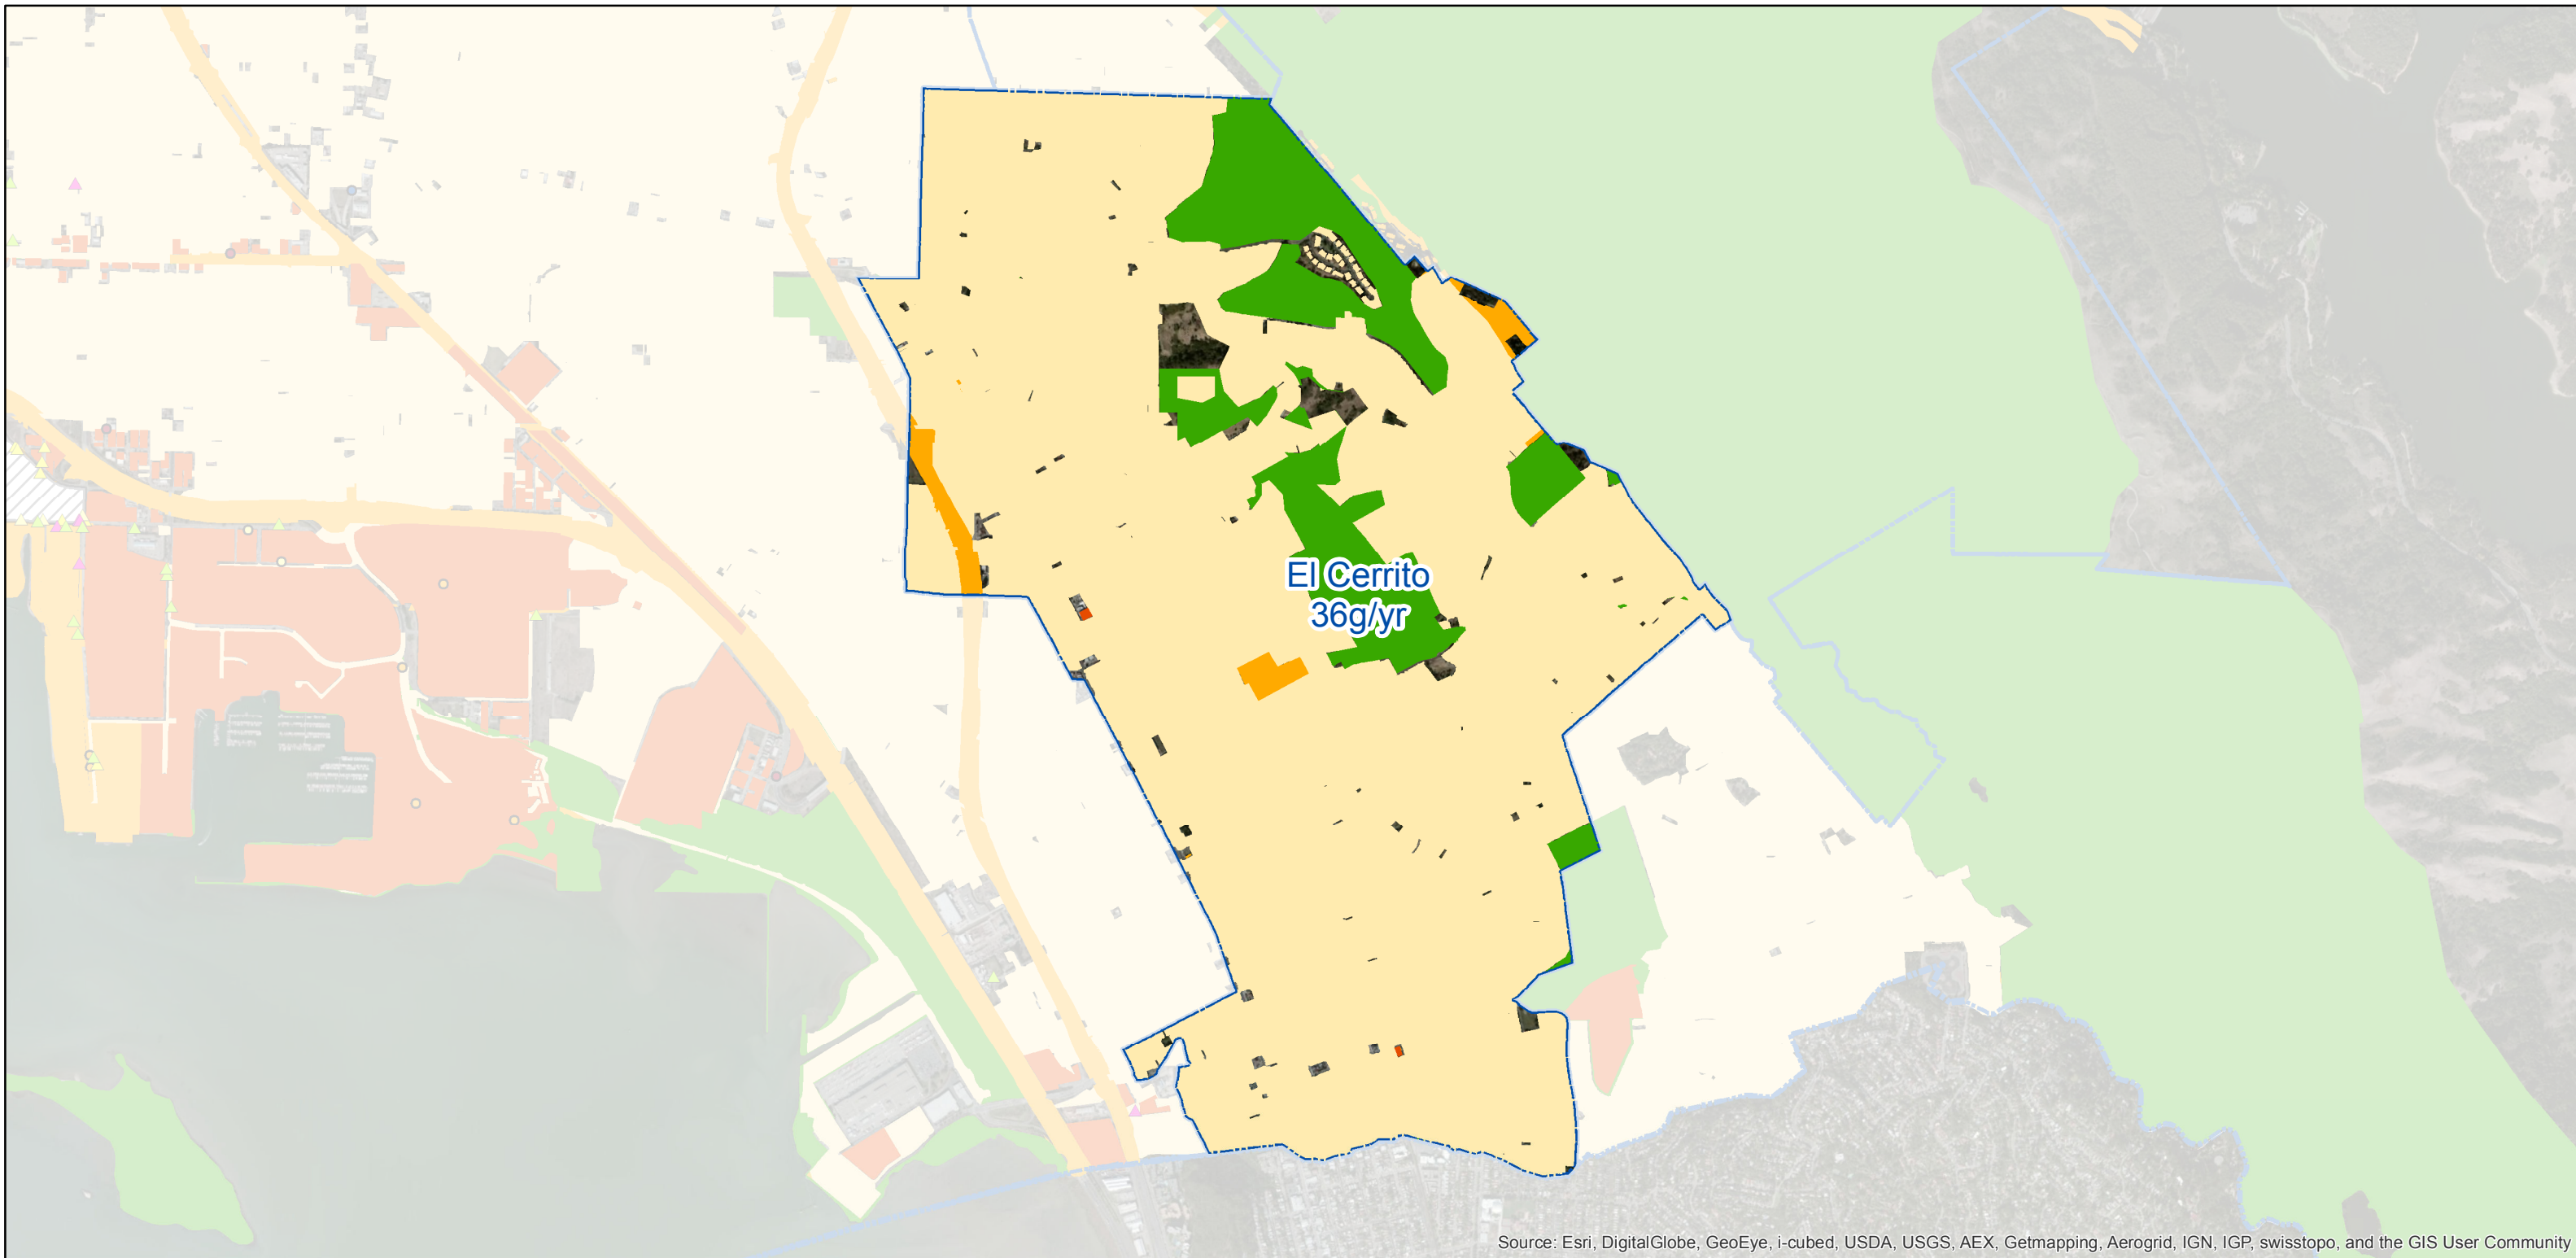 El Cerrito
36g/yr
Source: Esri, DigitalGlobe, GeoEye, i-cubed, USDA, USGS, AEX, Getmapping, Aerogrid, IGN, IGP, swisstopo, and the GIS User Community